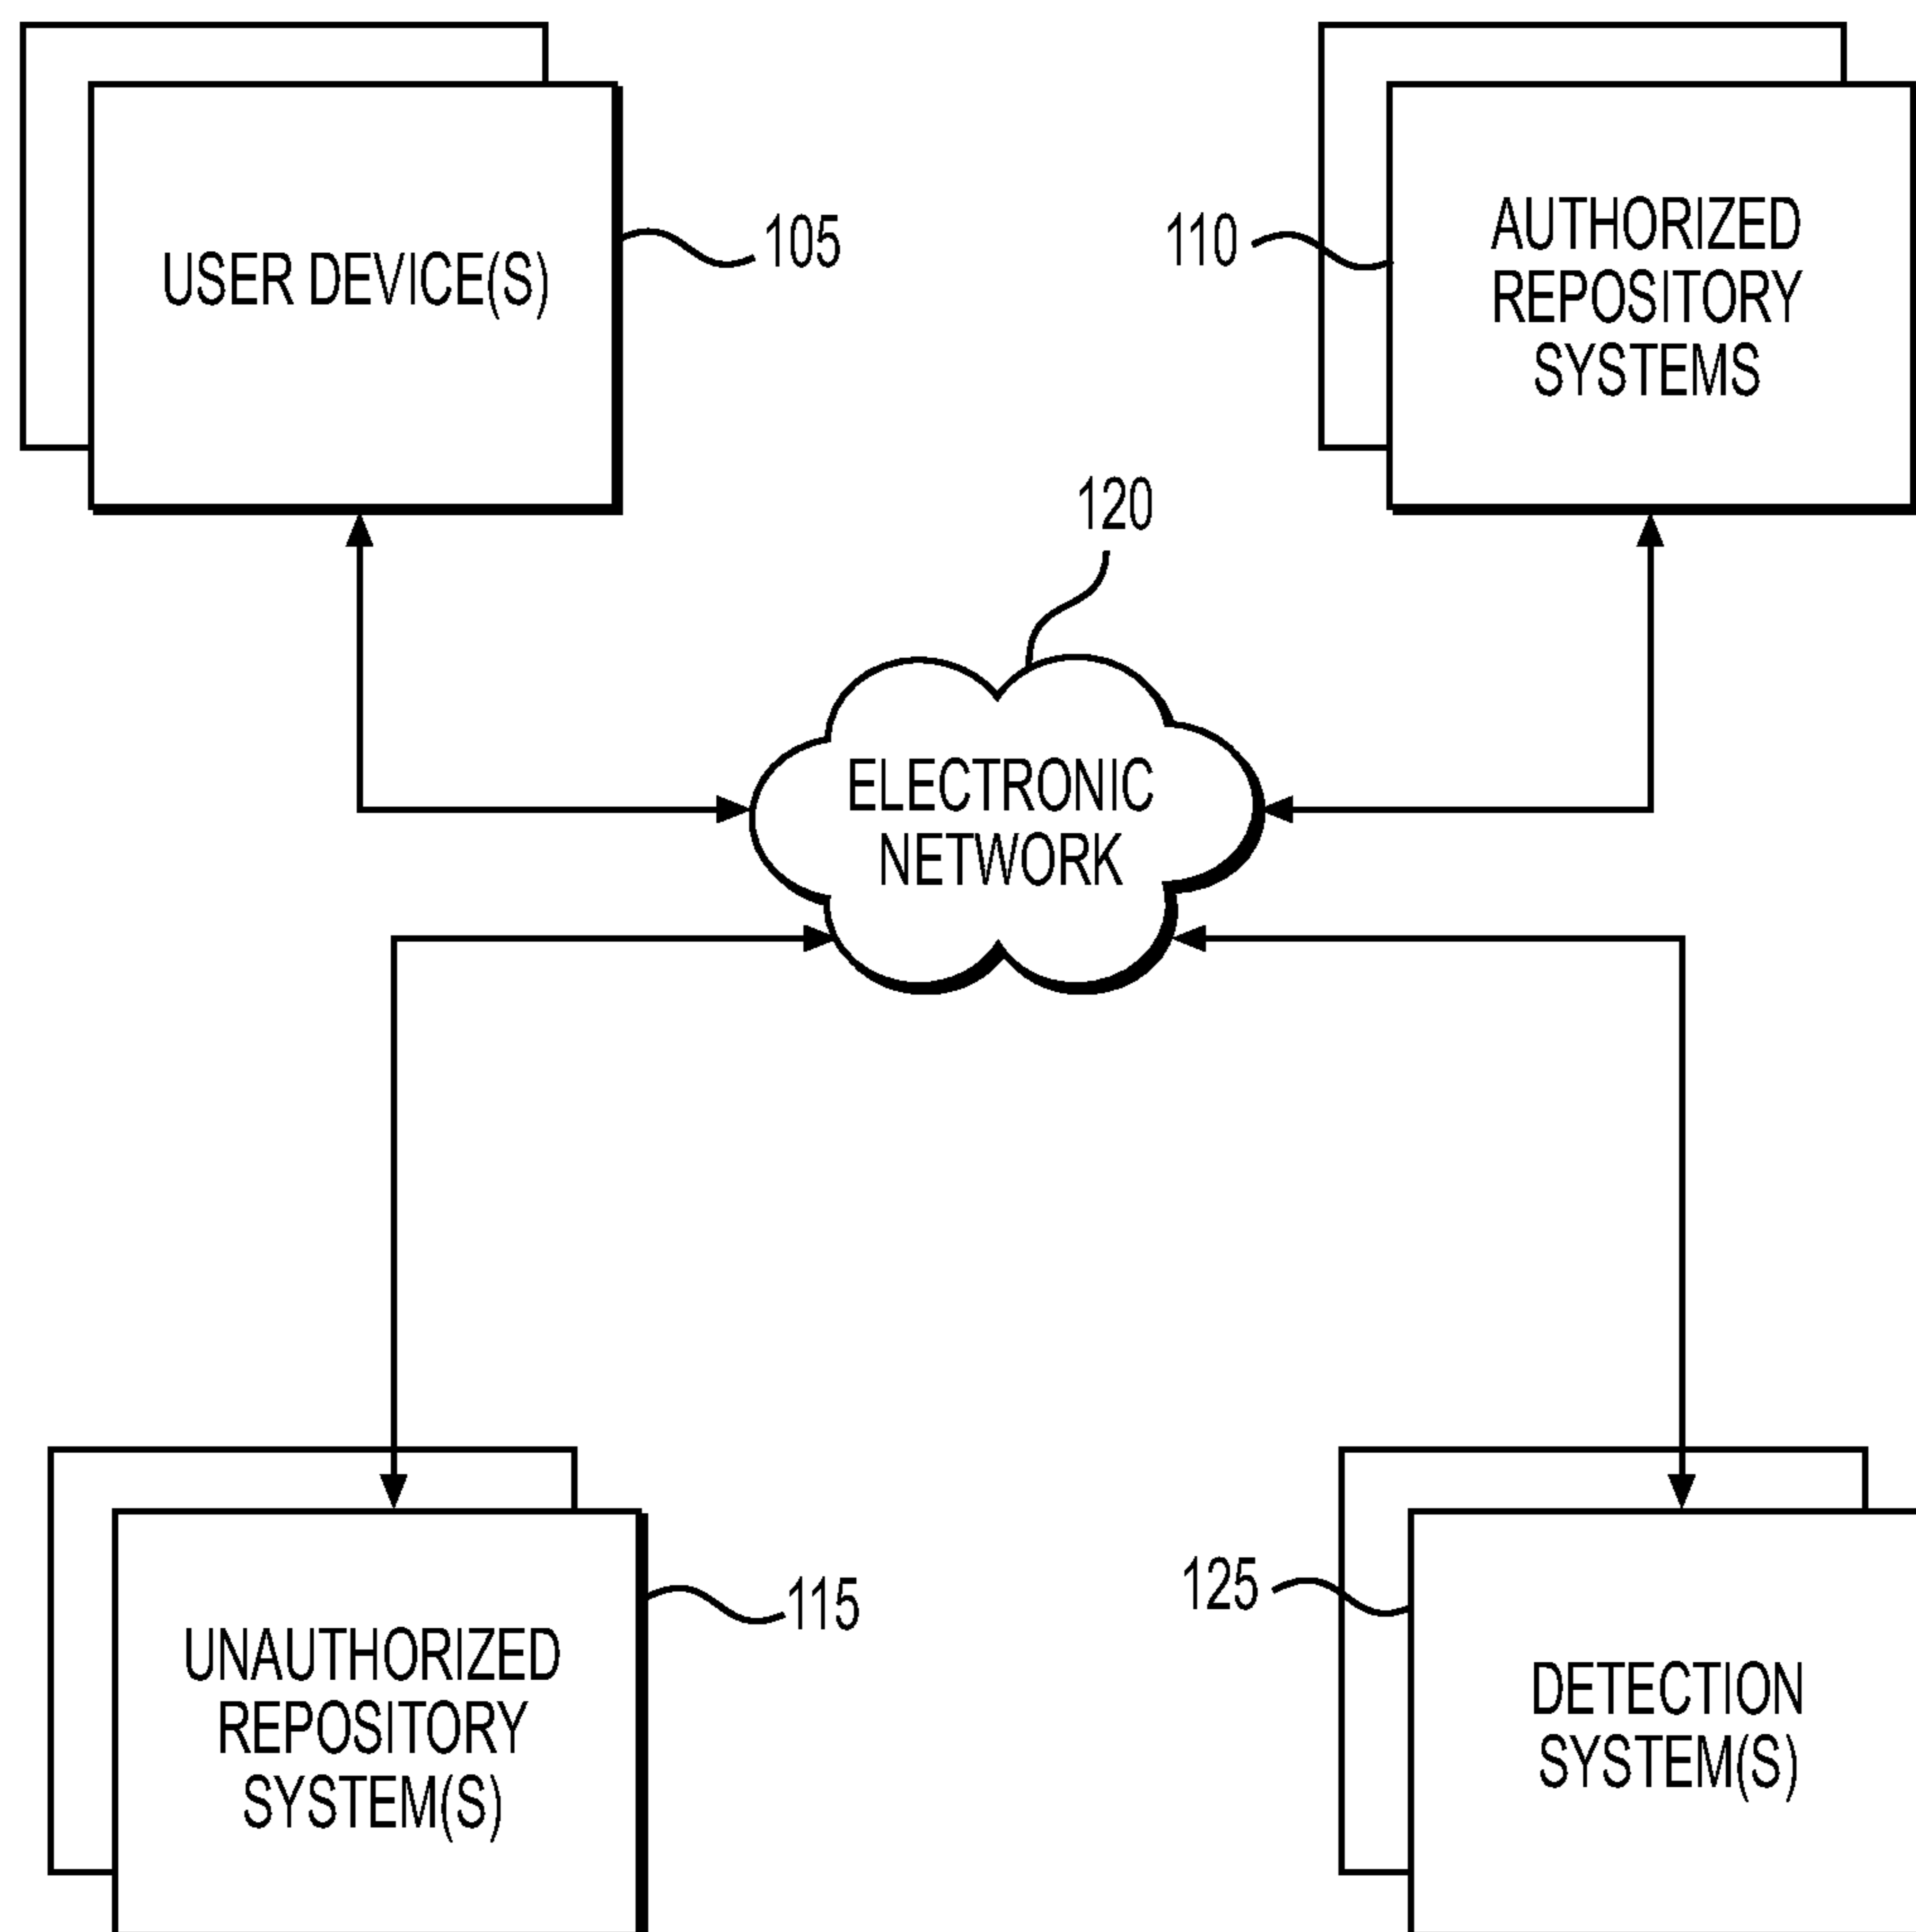 USER DEVICE(S)
105
110
AUTHORIZED
REPOSITORY
SYSTEMS
120
ELECTRONIC
NETWORK
UNAUTHORIZED
REPOSITORY
SYSTEM(S)
115
125
DETECTION
SYSTEM(S)